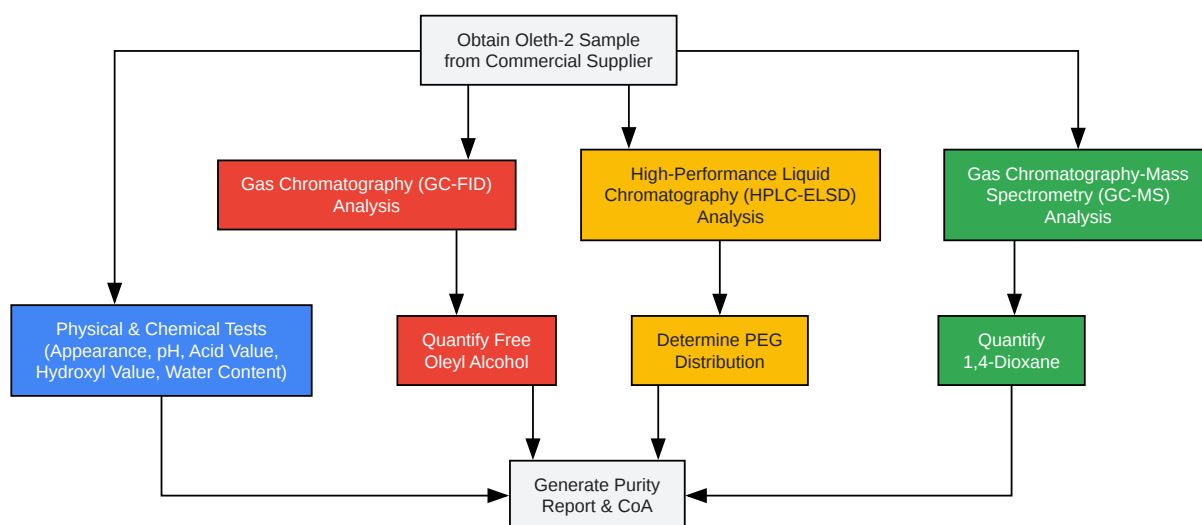 Obtain Oleth-2 Sample
from Commercial Supplier
Gas Chromatography (GC-FID)
Analysis
High-Performance Liquid
Chromatography (HPLC-ELSD)
Analysis
Gas Chromatography-Mass
Spectrometry (GC-MS)
Analysis
Physical & Chemical Tests
(Appearance, pH, Acid Value,
Hydroxyl Value, Water Content)
Quantify Free
Oleyl Alcohol
Determine PEG
Distribution
Quantify
1,4-Dioxane
Generate Purity
Report & CoA